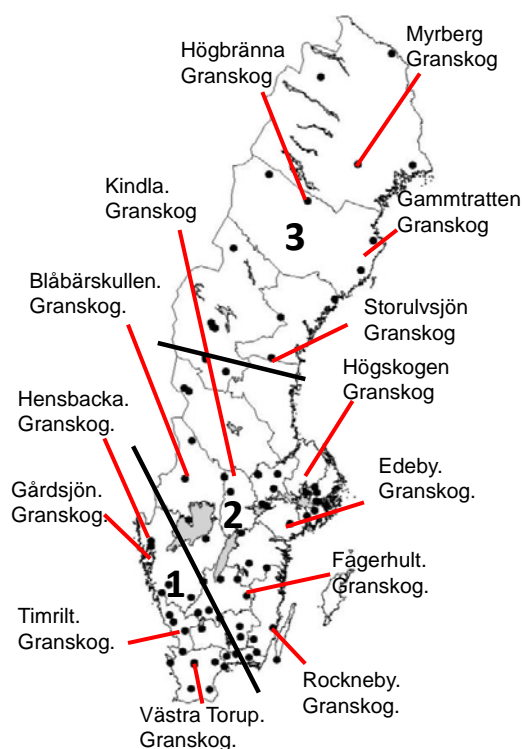 Högbränna
Granskog
Myrberg
Granskog
Kindla.
Granskog
Gammtratten
Granskog
3
Blåbärskullen.
Granskog.
Storulvsjön
Granskog
Högskogen
Granskog
Hensbacka.
Granskog.
Edeby.
Granskog.
Gårdsjön.
Granskog.
2
Fagerhult.
Granskog.
1
Timrilt.
Granskog.
Rockneby.
Granskog.
Västra Torup.
Granskog.